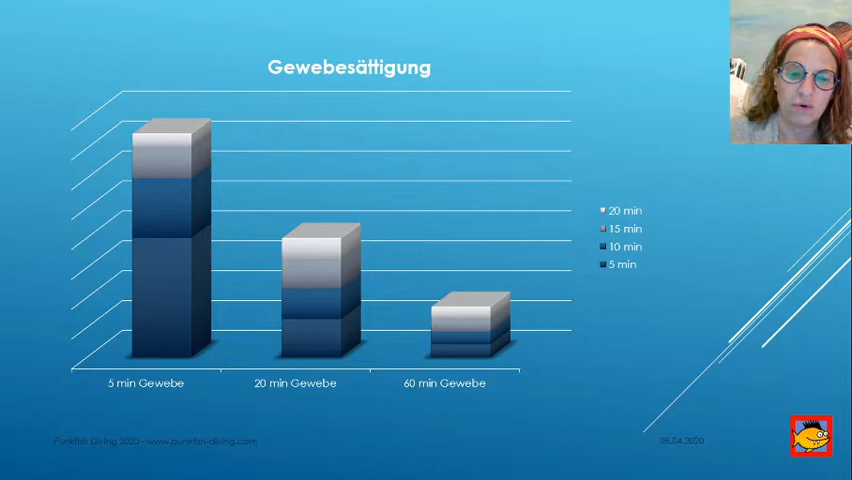 Gewebesättigung
20 min
15 min
10 min
5 min
5 min Gewebe
20 min Gewebe
60 min Gewebe
Punkfish Diving 2020 - www.punkfish-diving.com
08.04.2020